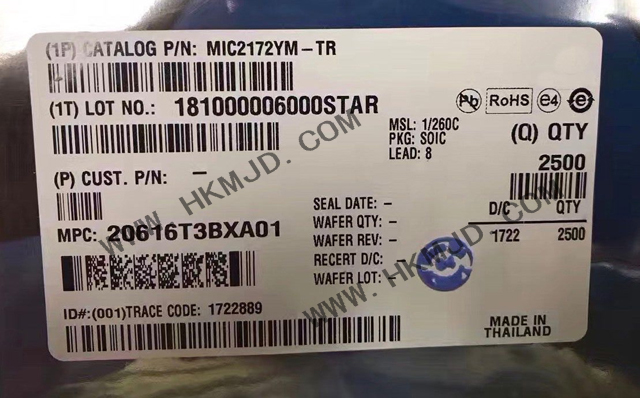 (1P) CATALOG P/N: MIC2172YM-TR
(1T) LOT NO.: 181000006000STAR
Pb RoHS e4 e
MSL: 1/260C
PKG: SOIC
LEAD: 8
(Q) QTY
2500
(P) CUST. P/N: -
D/C QTY
1722 2500
MPC: 20616T3BXA01
SEAL DATE: -
WAFER QTY: -
WAFER REV: -
RECERT D/C: -
WAFER LOT: -
ID#:(001)TRACE CODE: 1722889
MADE IN
THAILAND
WWW.HKMJD.COM
WWW.HKMJD.COM